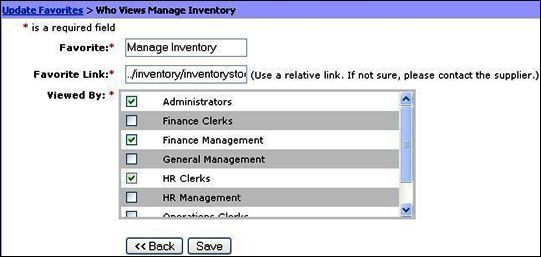 Update Favorites > Who Views Manage Inventory
* is a required field
Favorite:* Manage Inventory
Favorite Link:* ../inventory/inventorysto (Use a relative link. If not sure, please contact the supplier.)
Viewed By:*
Administrators
Finance Clerks
Finance Management
General Management
HR Clerks
HR Management
Operations Clerks
<< Back Save